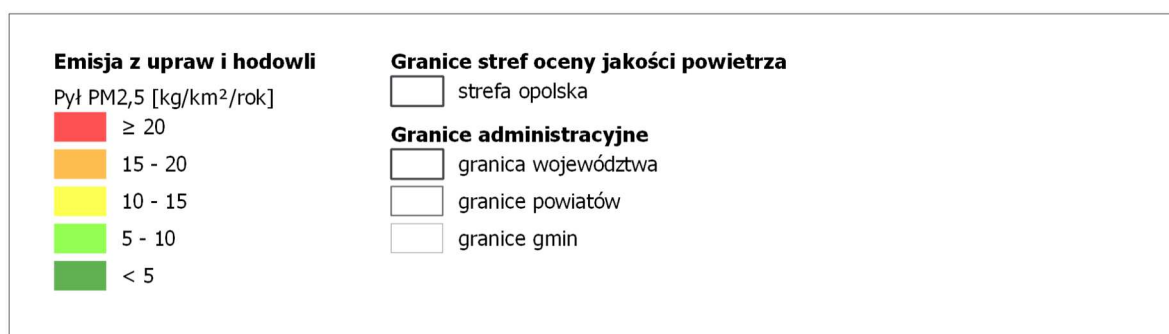 Emisja z upraw i hodowli
Pył PM2,5 [kg/km²/rok]
≥ 20
15 - 20
10 - 15
5 - 10
< 5
Granice stref oceny jakości powietrza
strefa opolska
Granice administracyjne
granica województwa
granice powiatów
granice gmin